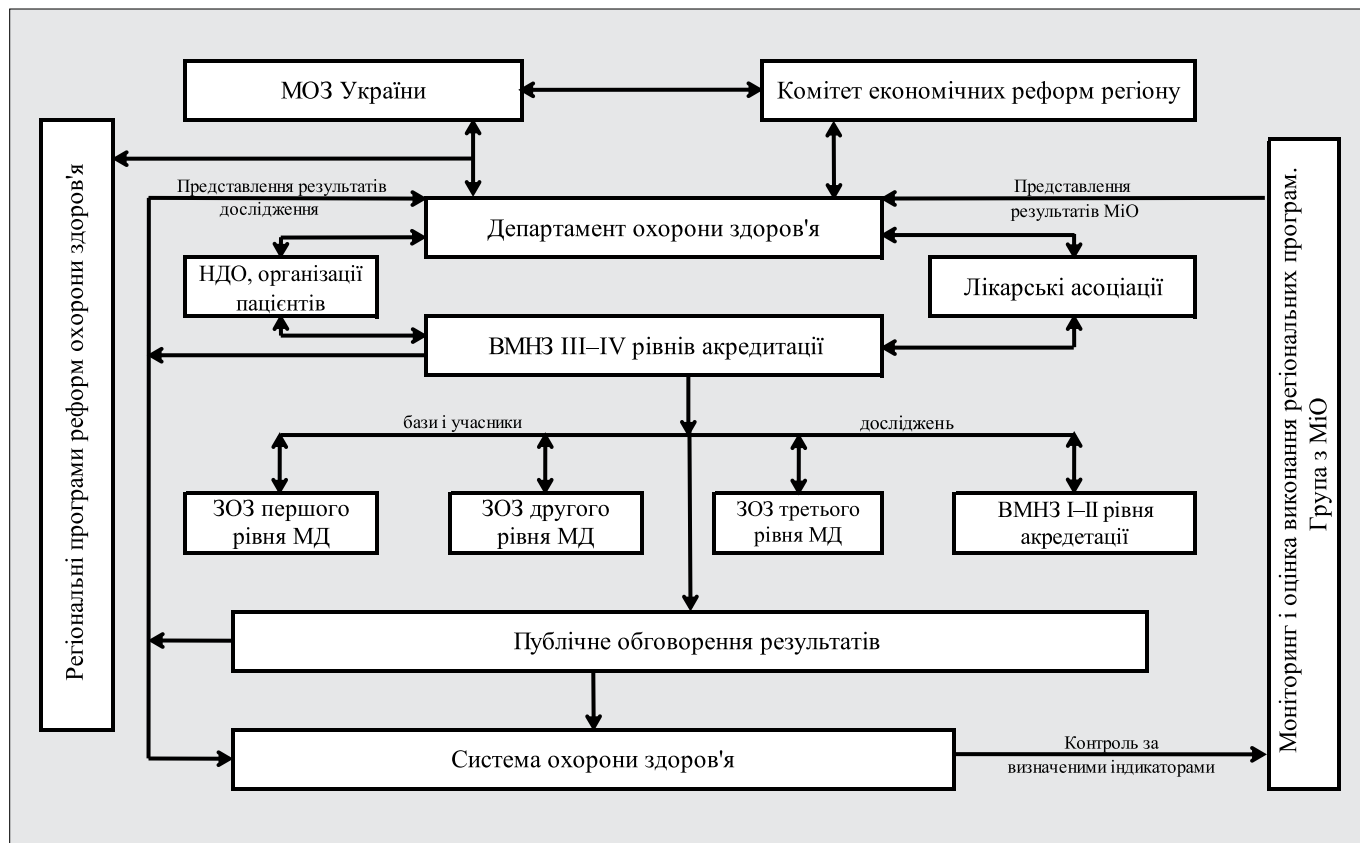 МОЗ України
Комітет економічних реформ регіону
Регіональні програми реформ охорони здоров'я
Представлення результатів
дослідження
Департамент охорони здоров'я
Представлення
результатів МіО
НДО, організації
пацієнтів
Лікарські асоціації
ВМНЗ III–IV рівнів акредитації
бази і учасники
досліджень
ЗОЗ першого
рівня МД
ЗОЗ другого
рівня МД
ЗОЗ третього
рівня МД
ВМНЗ I–II рівня
акредетації
Публічне обговорення результатів
Система охорони здоров'я
Контроль за
визначеними індикаторами
Моніторинг і оцінка виконання регіональних програм.
Група з МіО